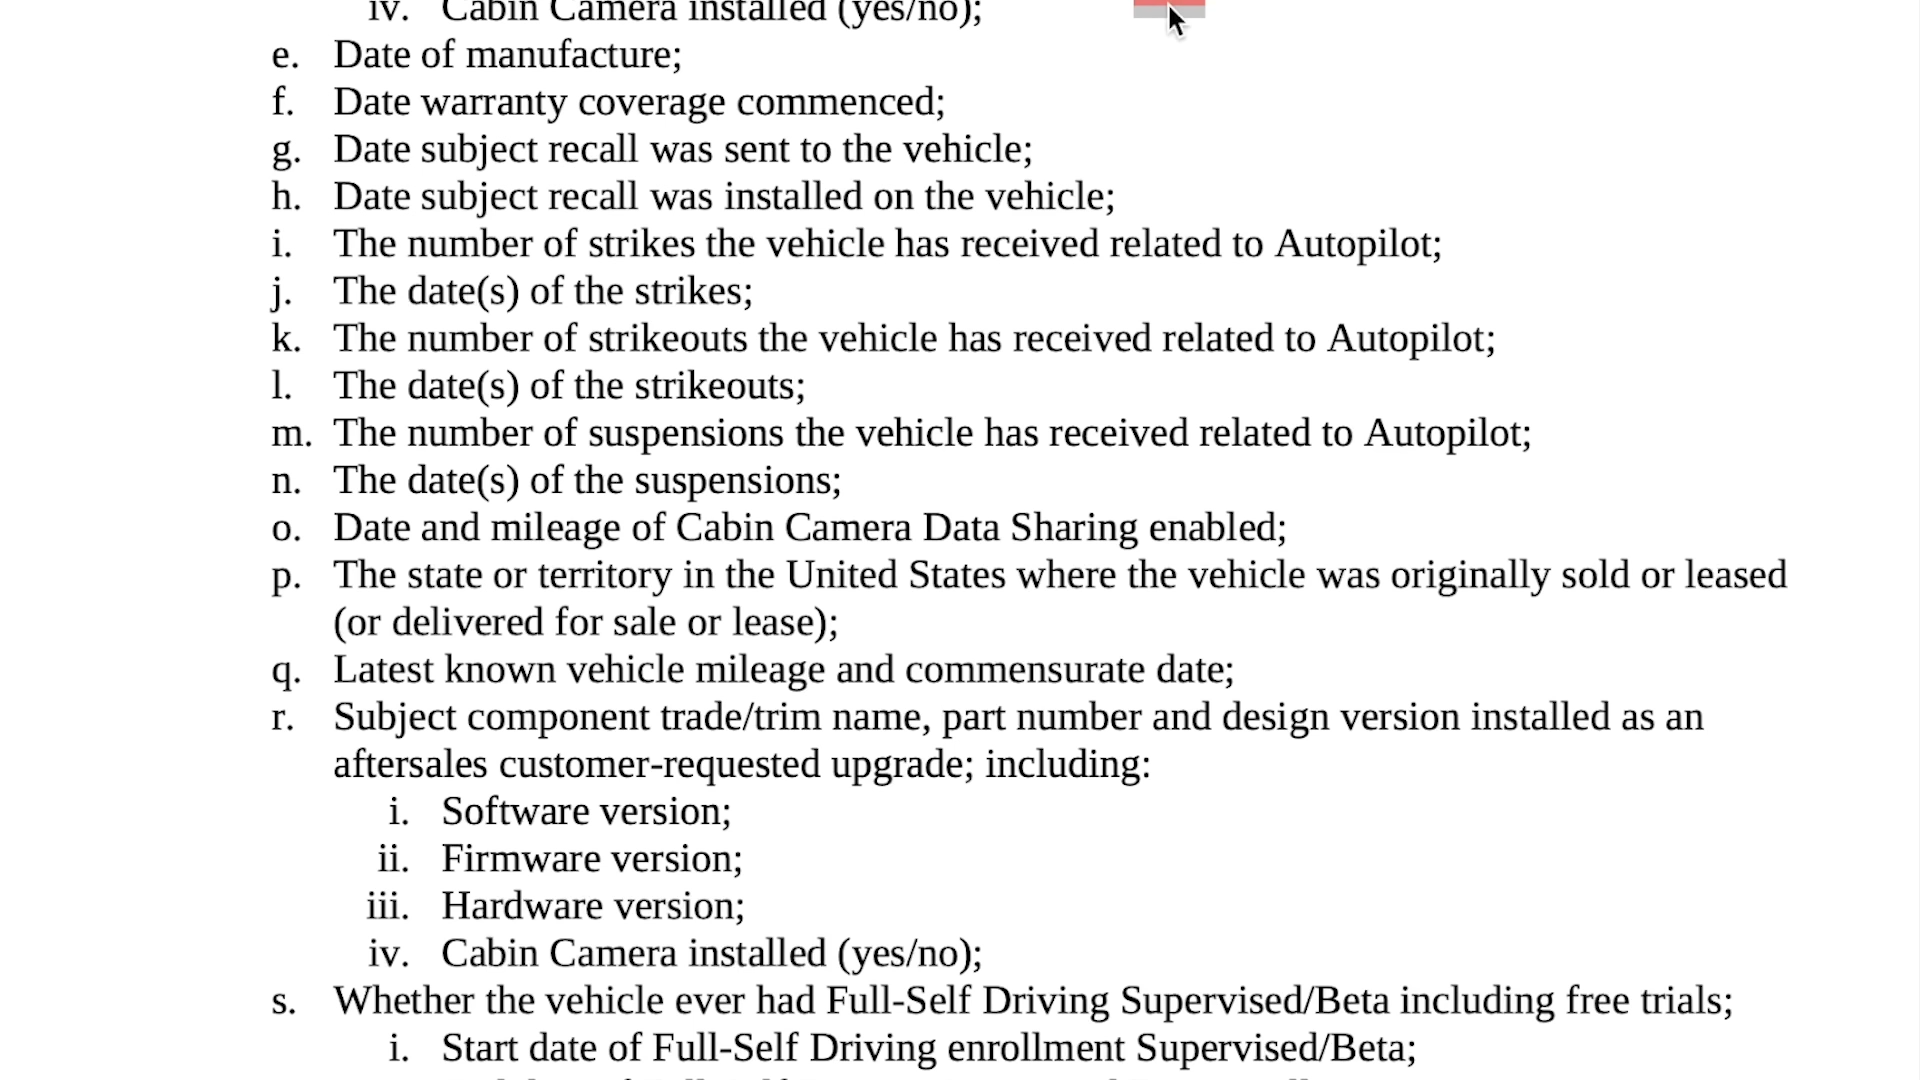 iv. Cabin Camera installed (yes/no);
e. Date of manufacture;
f. Date warranty coverage commenced;
g. Date subject recall was sent to the vehicle;
h. Date subject recall was installed on the vehicle;
i. The number of strikes the vehicle has received related to Autopilot;
j. The date(s) of the strikes;
k. The number of strikeouts the vehicle has received related to Autopilot;
l. The date(s) of the strikeouts;
m. The number of suspensions the vehicle has received related to Autopilot;
n. The date(s) of the suspensions;
o. Date and mileage of Cabin Camera Data Sharing enabled;
p. The state or territory in the United States where the vehicle was originally sold or leased
(or delivered for sale or lease);
q. Latest known vehicle mileage and commensurate date;
r. Subject component trade/trim name, part number and design version installed as an
aftersales customer-requested upgrade; including:
i. Software version;
ii. Firmware version;
iii. Hardware version;
iv. Cabin Camera installed (yes/no);
s. Whether the vehicle ever had Full-Self Driving Supervised/Beta including free trials;
i. Start date of Full-Self Driving enrollment Supervised/Beta;